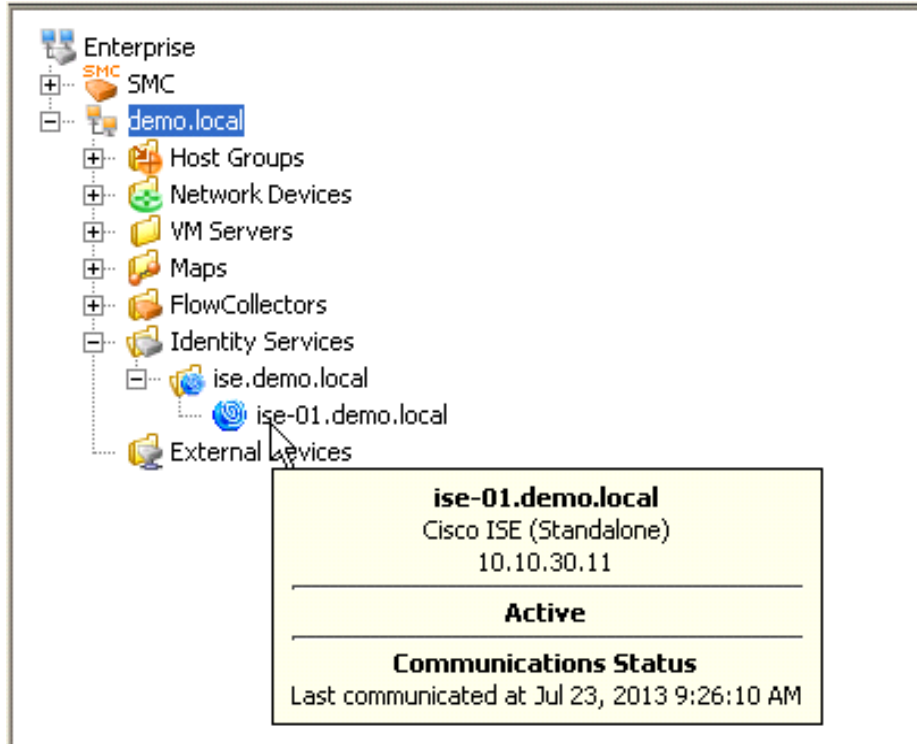 Enterprise
SMC
SMC
demo.local
Host Groups
Network Devices
VM Servers
Maps
FlowCollectors
Identity Services
ise.demo.local
ise-01.demo.local
External Devices
ise-01.demo.local
Cisco ISE (Standalone)
10.10.30.11
Active
Communications Status
Last communicated at Jul 23, 2013 9:26:10 AM